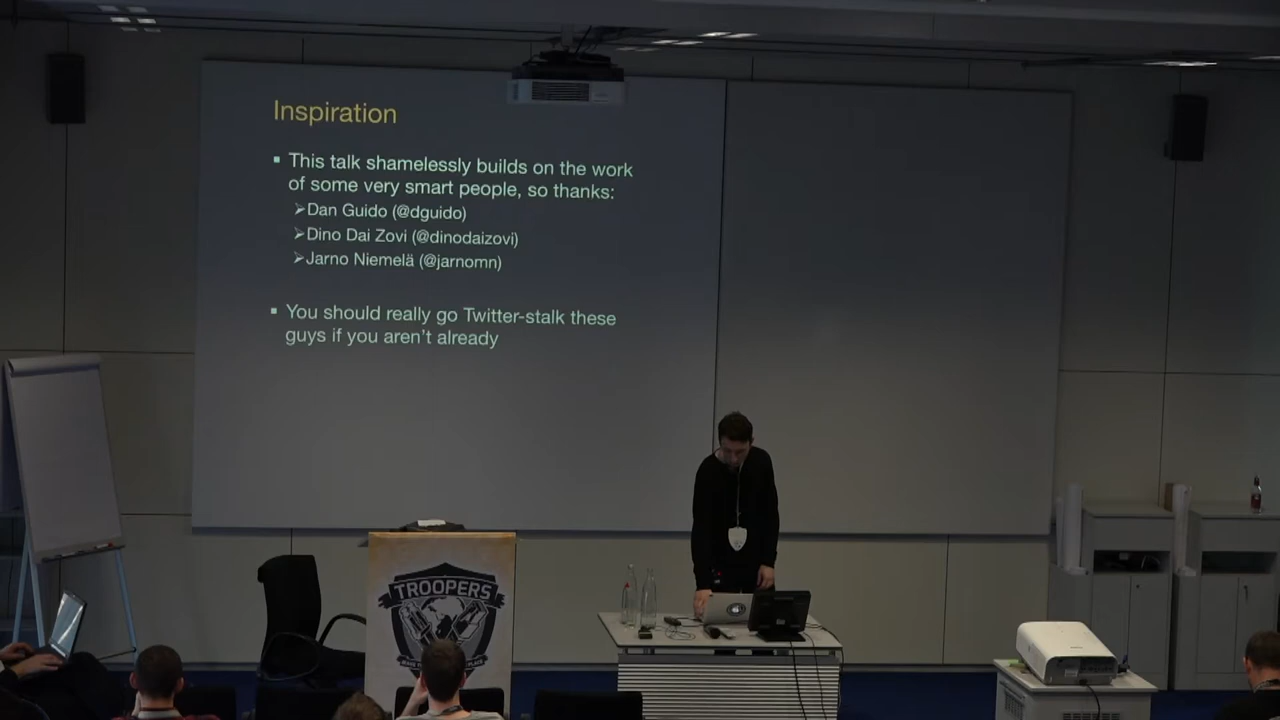 Inspiration
▪ This talk shamelessly builds on the work
of some very smart people, so thanks:
➢Dan Guido (@dguido)
➢Dino Dai Zovi (@dinodaizovi)
➢Jarno Niemelä (@jarnomn)
▪ You should really go Twitter-stalk these
guys if you aren't already
TROOPERS